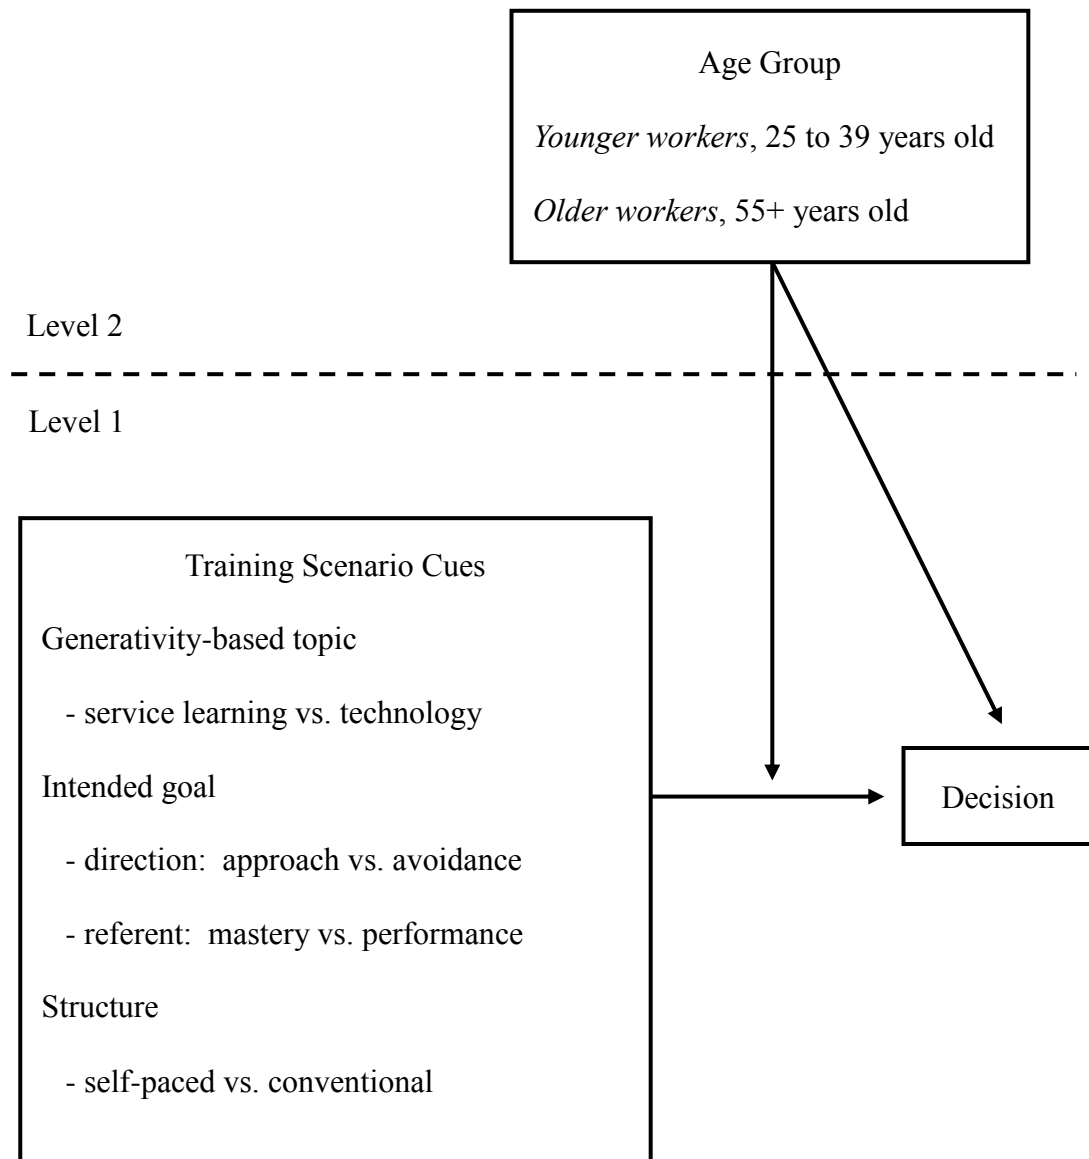 Age Group
Younger workers, 25 to 39 years old
Older workers, 55+ years old
Level 2
Level 1
Training Scenario Cues
Generativity-based topic
- service learning vs. technology
Intended goal
- direction:  approach vs. avoidance
- referent:  mastery vs. performance
Structure
- self-paced vs. conventional
Decision